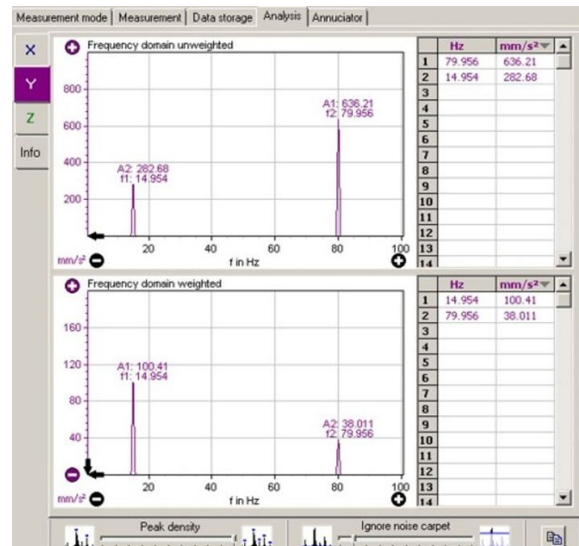 Measurement mode Measurement Data storage Analysis Annuciator
X
Y
Z
Info
Frequency domain unweighted
800
600
400
200
A1: 636.21
f2: 79.956
A2: 282.68
f1: 14.954
20 40 60 80 100
mm/s² f in Hz
Hz mm/s²
1 79.956 636.21
2 14.954 282.68
3
4
5
6
7
8
9
10
11
12
13
14
Frequency domain weighted
160
120
80
40
A1: 100.41
f1: 14.954
A2: 38.011
f2: 79.956
20 40 60 80 100
mm/s² f in Hz
Hz mm/s²
1 14.954 100.41
2 79.956 38.011
3
4
5
6
7
8
9
10
11
12
13
14
Peak density Ignore noise carpet